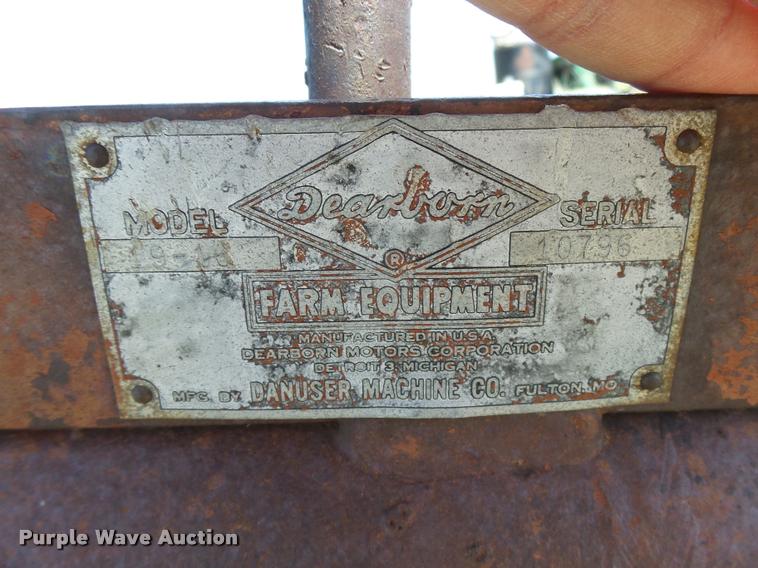 Dearborn
MODEL SERIAL
10796
®
FARM EQUIPMENT
MANUFACTURED IN U.S.A.
DEARBORN MOTORS CORPORATION
DETROIT 3, MICHIGAN
MFG. BY DANUSER MACHINE CO. FULTON, MO.
Purple Wave Auction